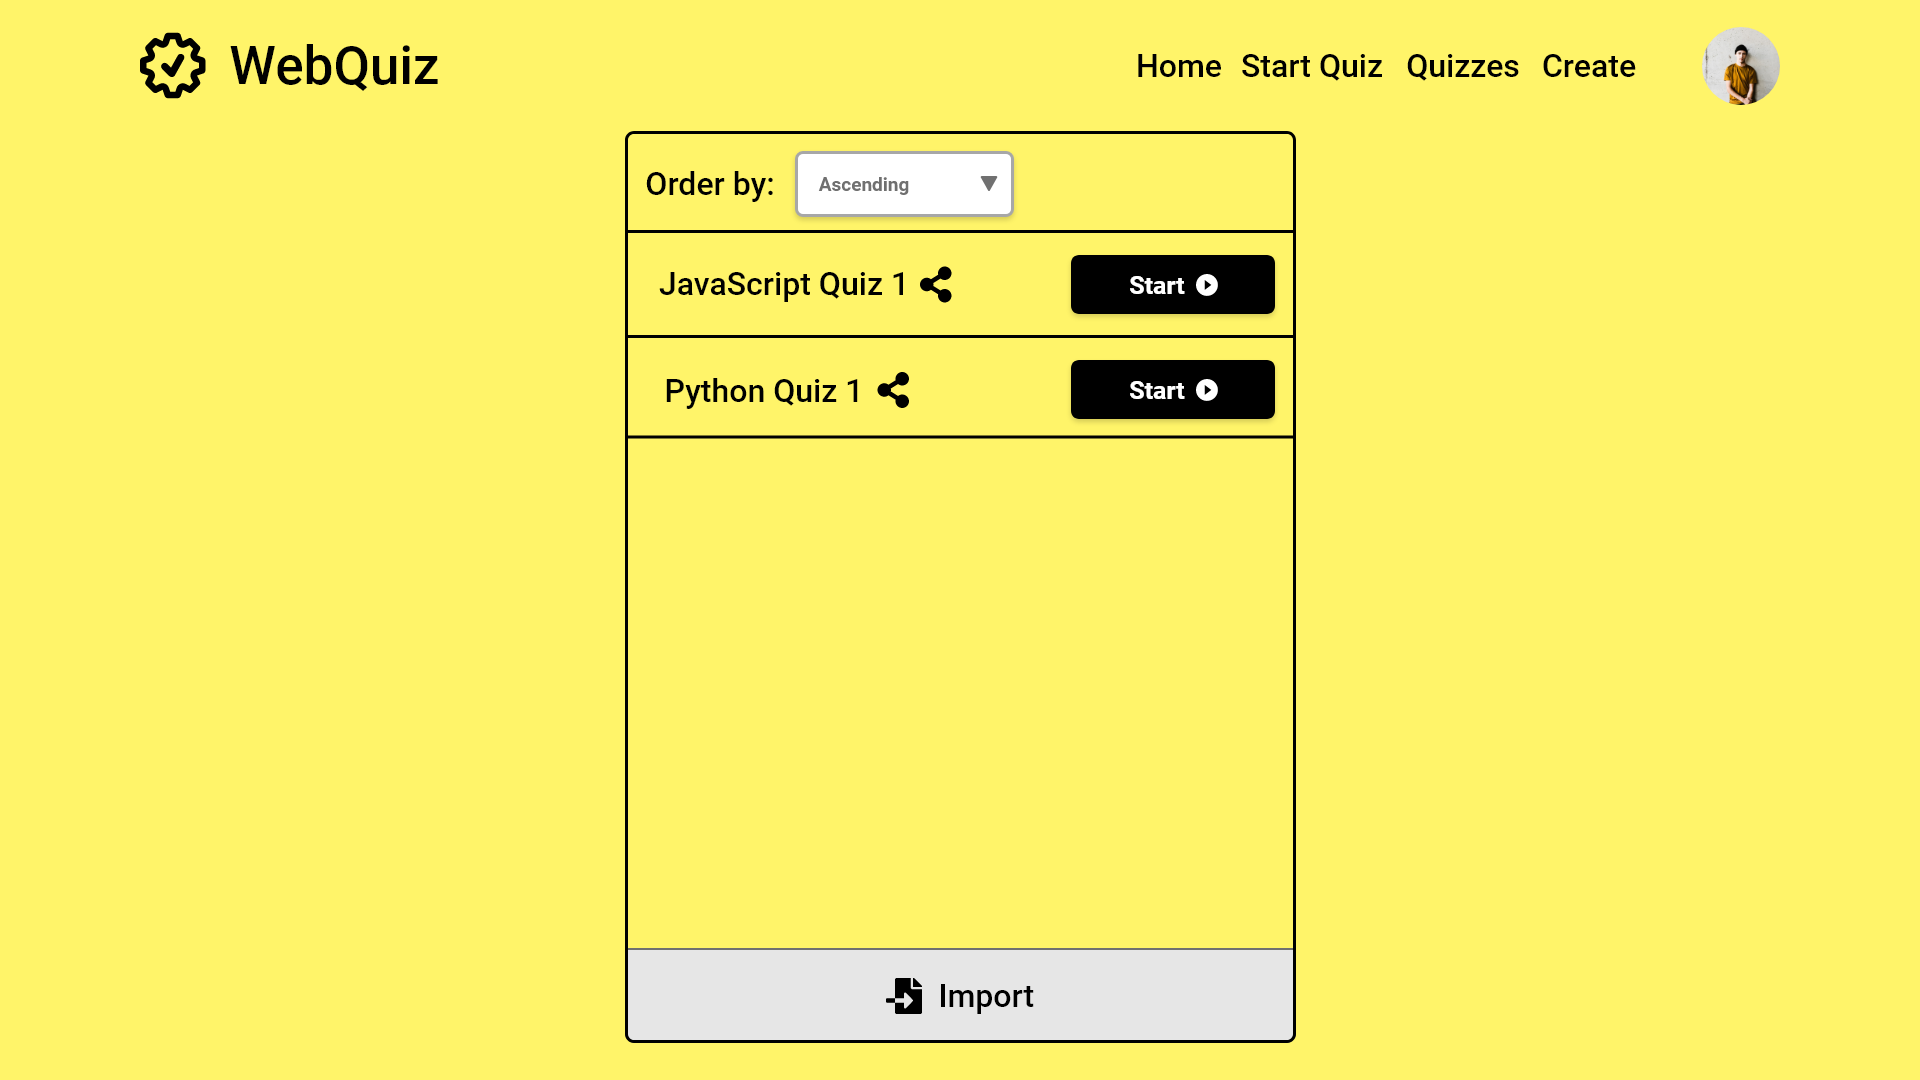 WebQuiz
Home Start Quiz Quizzes Create
Order by: Ascending
JavaScript Quiz 1 Start
Python Quiz 1 Start
Import